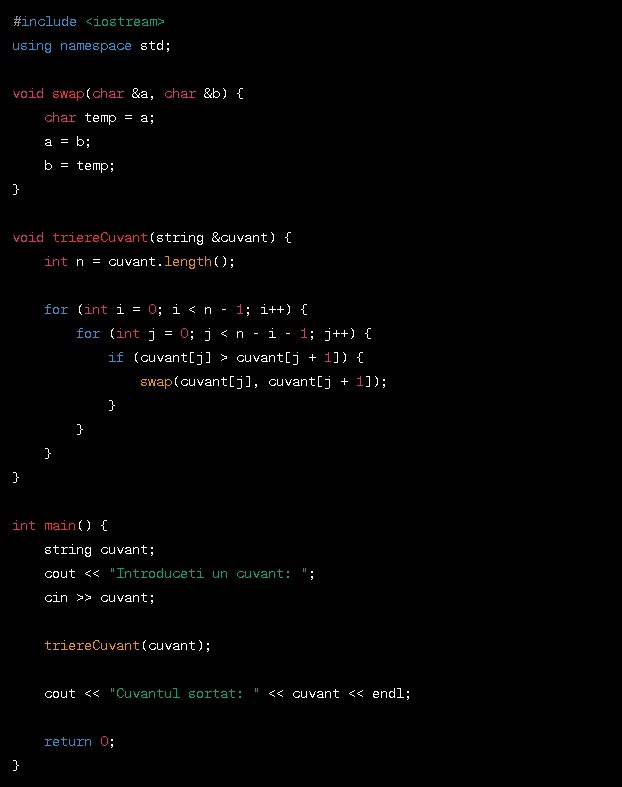 #include <iostream>
using namespace std;

void swap(char &a, char &b) {
    char temp = a;
    a = b;
    b = temp;
}

void triereCuvant(string &cuvant) {
    int n = cuvant.length();

    for (int i = 0; i < n - 1; i++) {
        for (int j = 0; j < n - i - 1; j++) {
            if (cuvant[j] > cuvant[j + 1]) {
                swap(cuvant[j], cuvant[j + 1]);
            }
        }
    }
}

int main() {
    string cuvant;
    cout << "Introduceti un cuvant: ";
    cin >> cuvant;

    triereCuvant(cuvant);

    cout << "Cuvantul sortat: " << cuvant << endl;

    return 0;
}